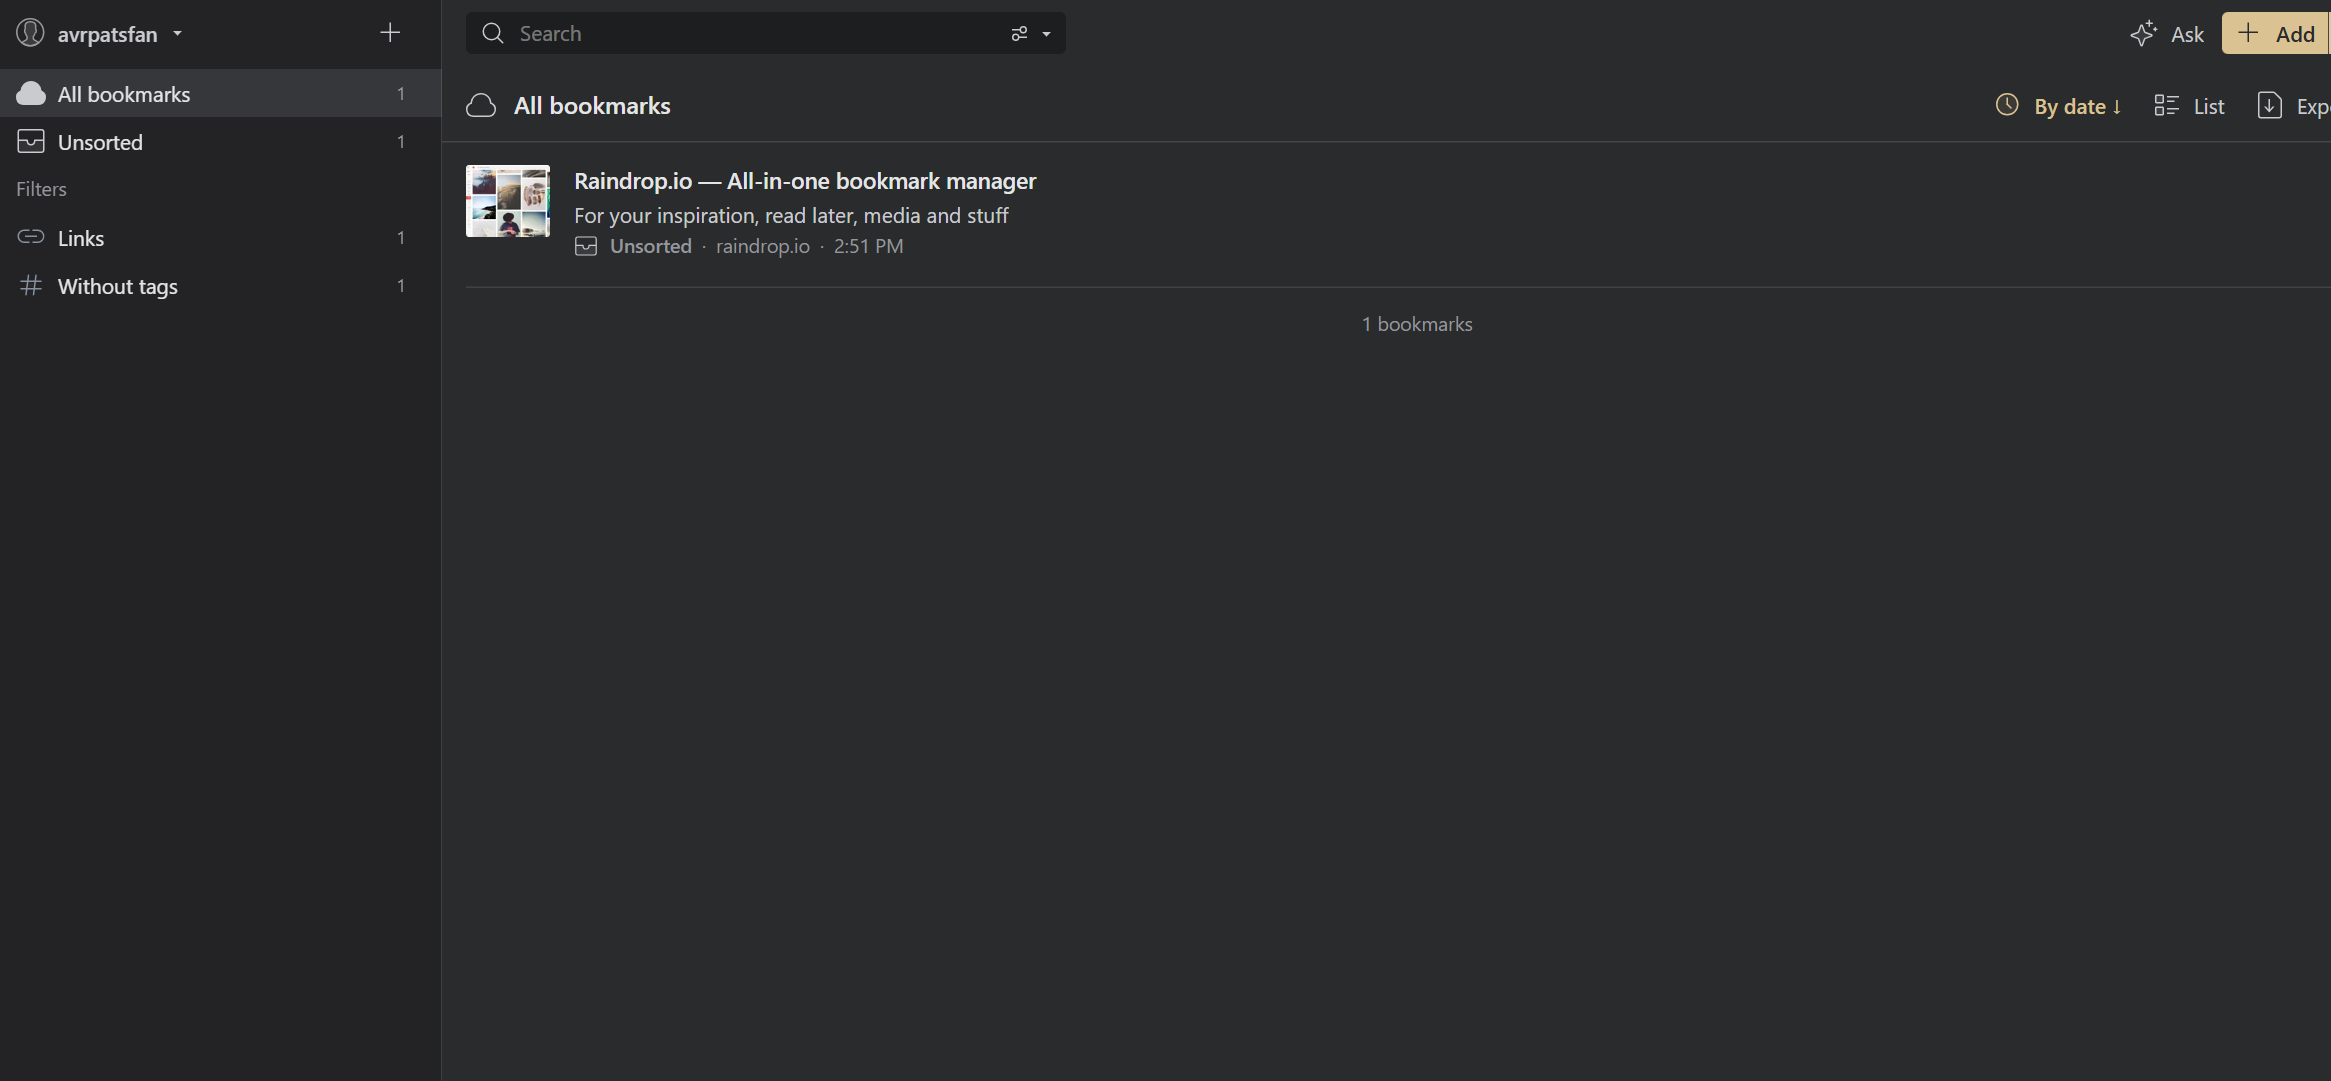 avrpatsfan
All bookmarks 1
Unsorted 1
Filters
Links 1
Without tags 1
Search
Ask
Add
All bookmarks
By date ↓
List
Exp
Raindrop.io — All-in-one bookmark manager
For your inspiration, read later, media and stuff
Unsorted · raindrop.io · 2:51 PM
1 bookmarks